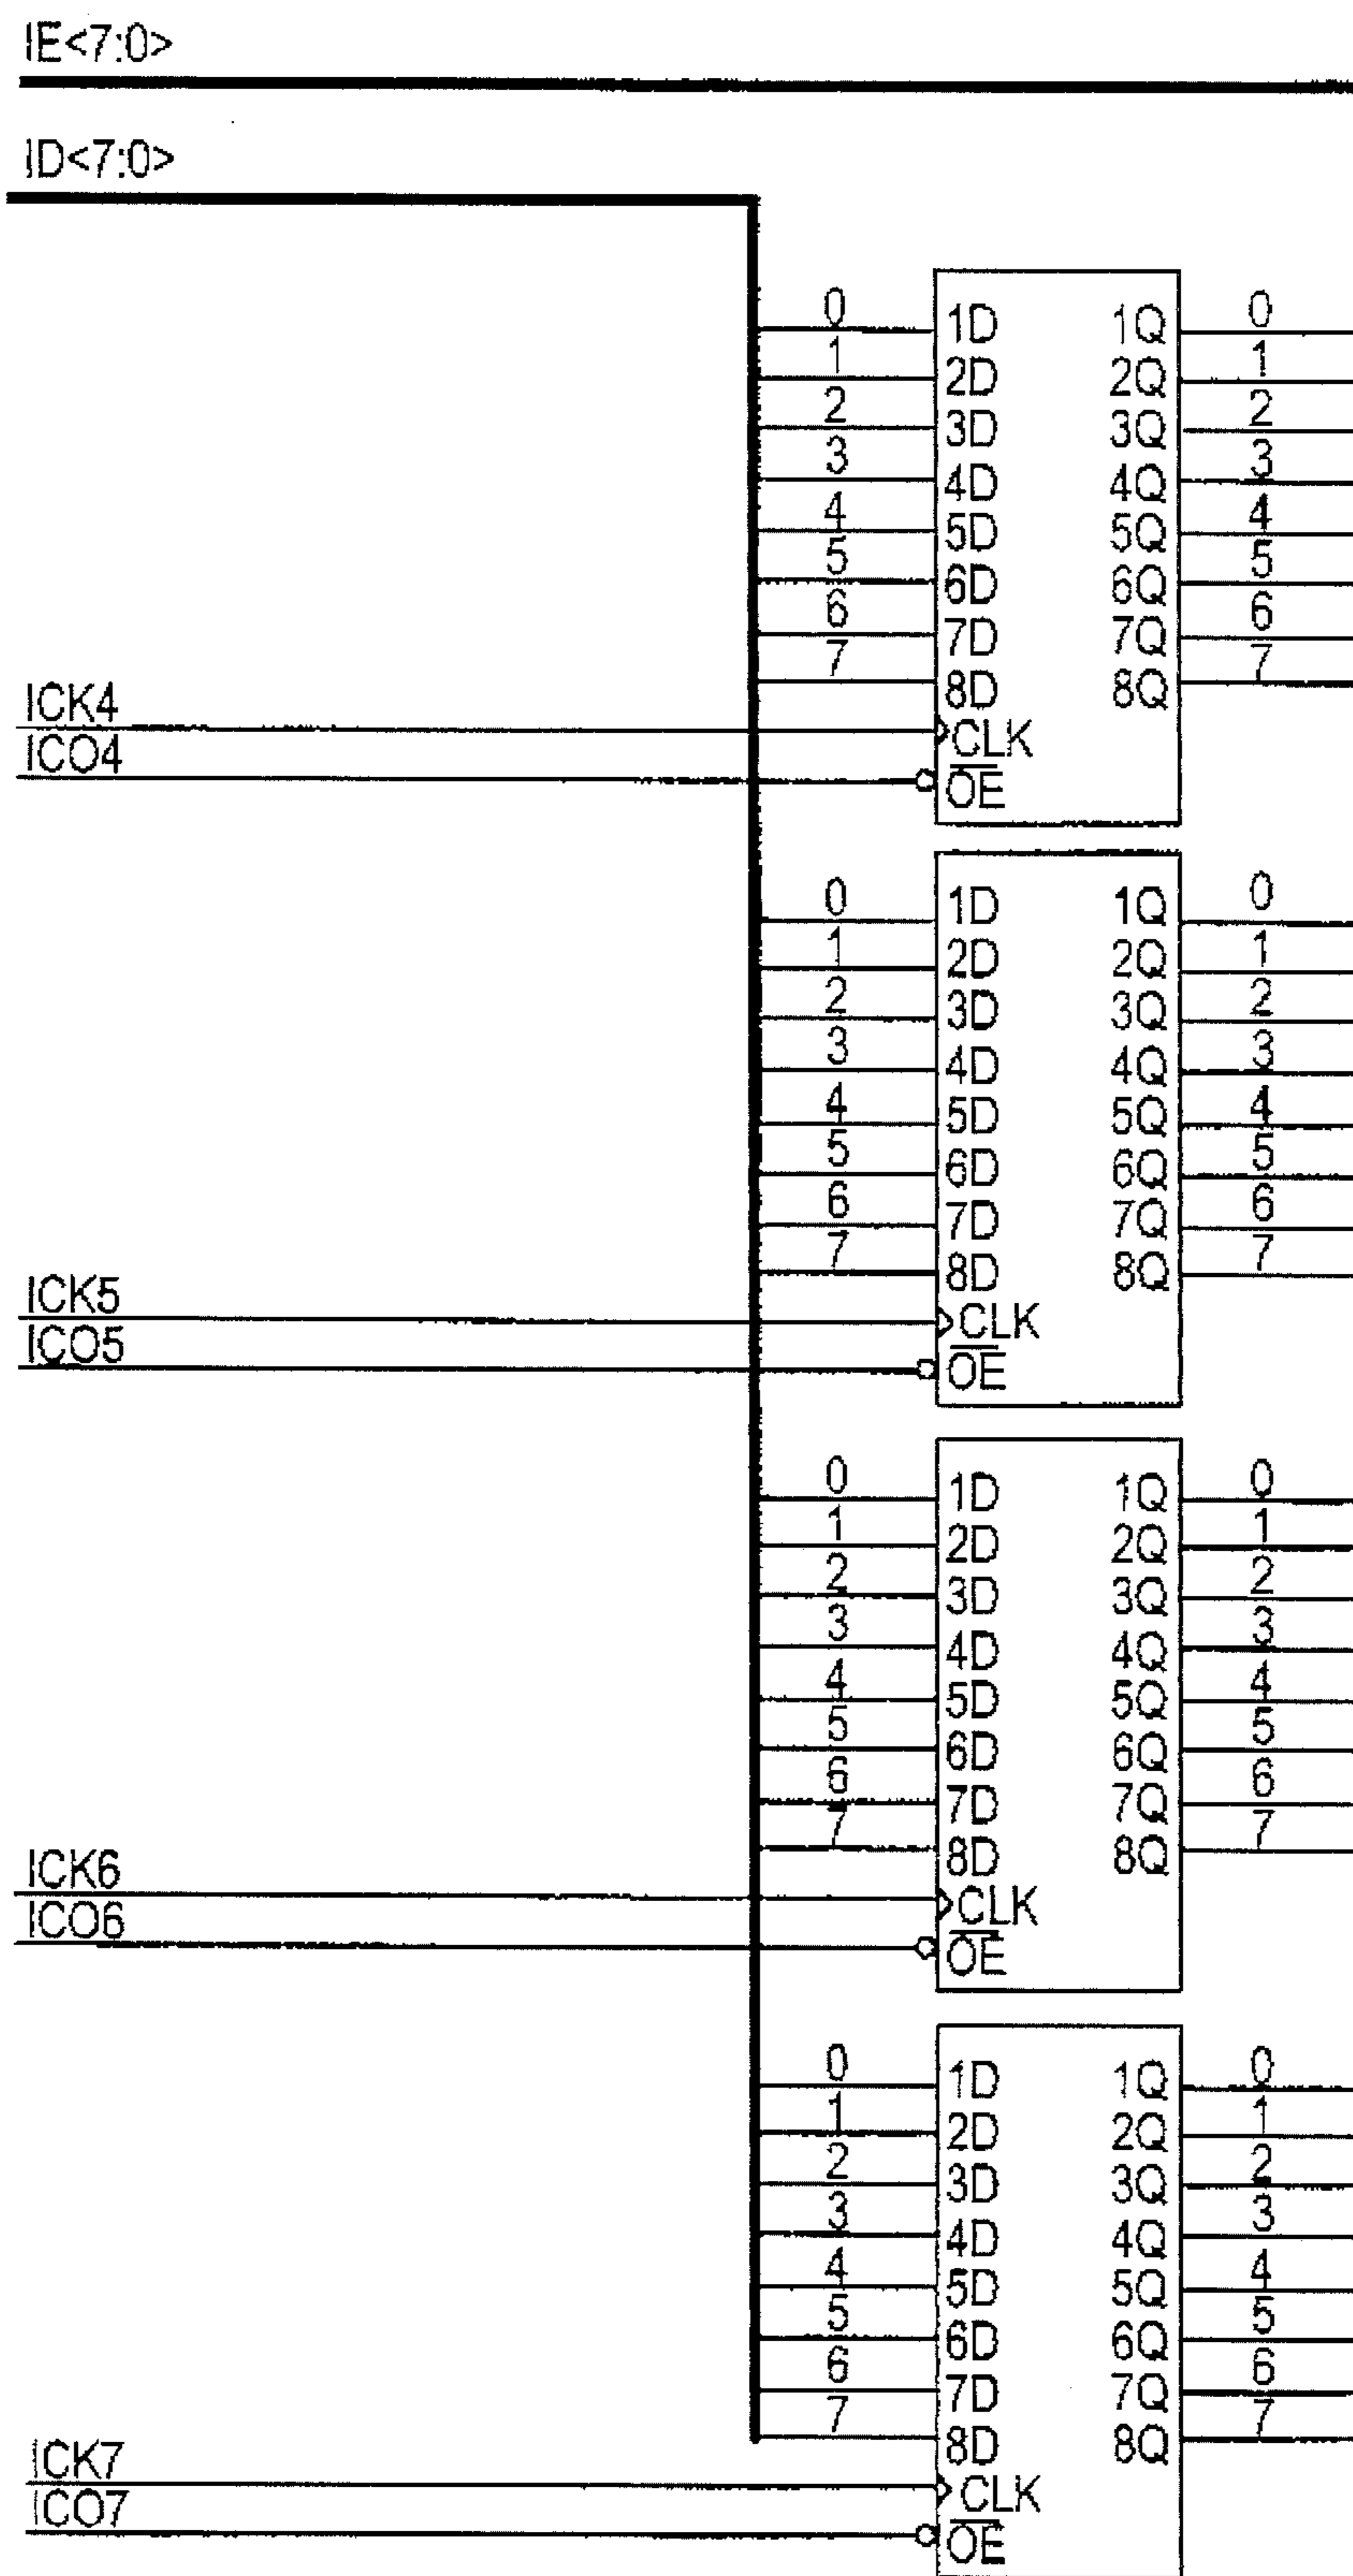 IE<7:0>
ID<7:0>
0 1D 1Q 0
1 2D 2Q 1
2 3D 3Q 2
3 4D 4Q 3
4 5D 5Q 4
5 6D 6Q 5
6 7D 7Q 6
7 8D 8Q 7
ICK4 CLK
ICO4 OE
0 1D 1Q 0
1 2D 2Q 1
2 3D 3Q 2
3 4D 4Q 3
4 5D 5Q 4
5 6D 6Q 5
6 7D 7Q 6
7 8D 8Q 7
ICK5 CLK
ICO5 OE
0 1D 1Q 0
1 2D 2Q 1
2 3D 3Q 2
3 4D 4Q 3
4 5D 5Q 4
5 6D 6Q 5
6 7D 7Q 6
7 8D 8Q 7
ICK6 CLK
ICO6 OE
0 1D 1Q 0
1 2D 2Q 1
2 3D 3Q 2
3 4D 4Q 3
4 5D 5Q 4
5 6D 6Q 5
6 7D 7Q 6
7 8D 8Q 7
ICK7 CLK
ICO7 OE